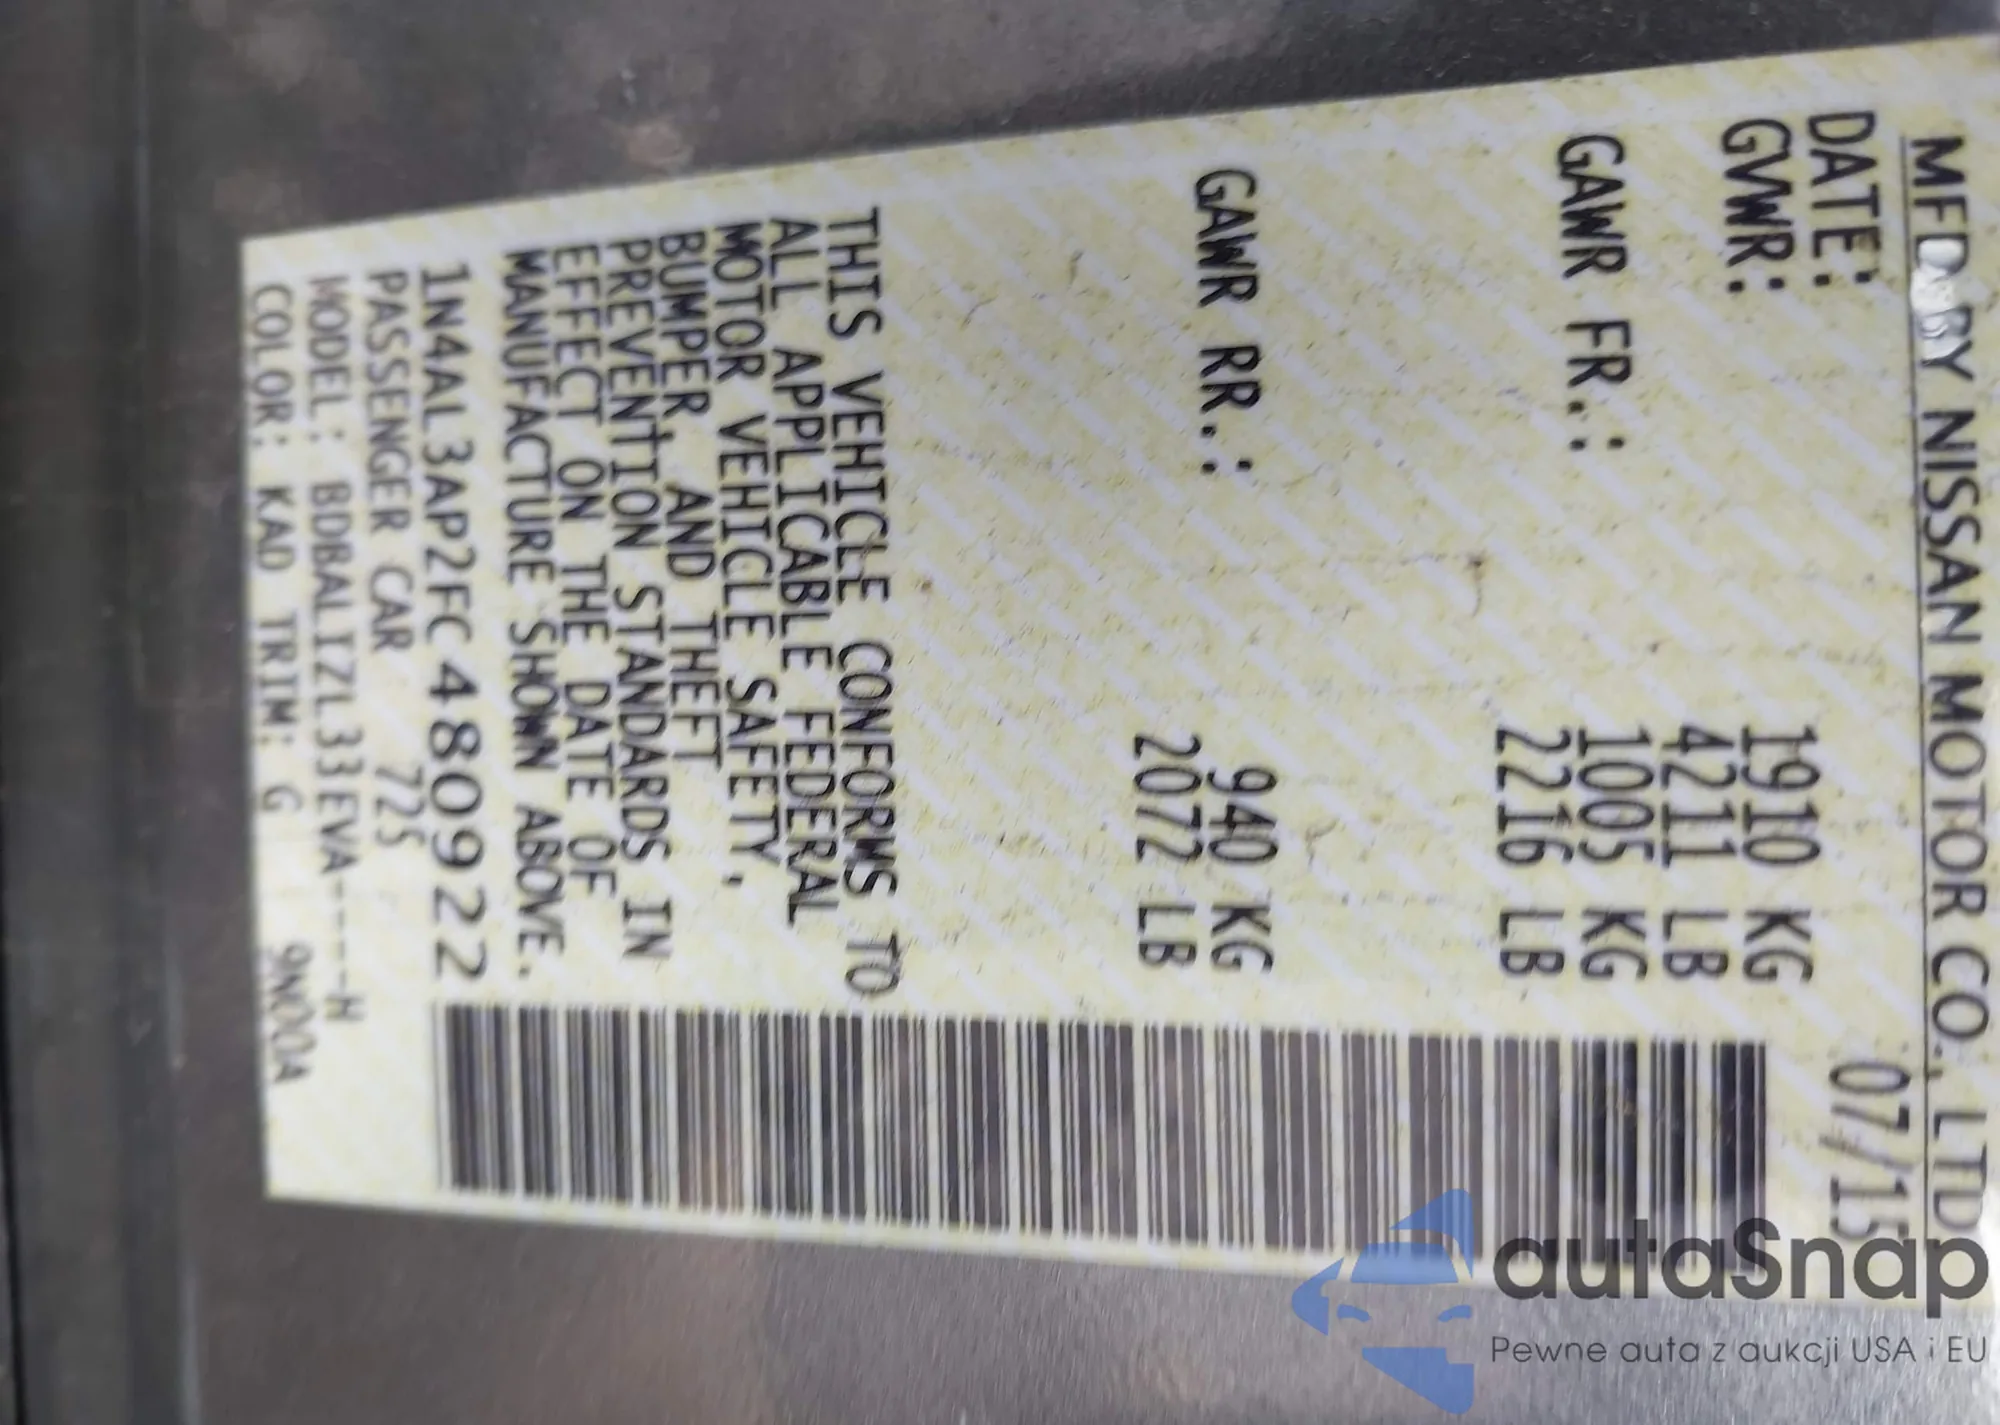 MFD BY NISSAN MOTOR CO., LTD
DATE: 07/15
GVWR: 1910 KG
4211 LB
GAWR FR.: 1005 KG
2216 LB
GAWR RR.: 940 KG
2072 LB
THIS VEHICLE CONFORMS TO
ALL APPLICABLE FEDERAL
MOTOR VEHICLE SAFETY,
BUMPER, AND THEFT
PREVENTION STANDARDS IN
EFFECT ON THE DATE OF
MANUFACTURE SHOWN ABOVE.
1N4AL3AP2FC480922
PASSENGER CAR 725
MODEL: BDBALIZL33EVA----H
COLOR: KAD TRIM: G 9N00A
autaSnap
Pewne auta z aukcji USA i EU